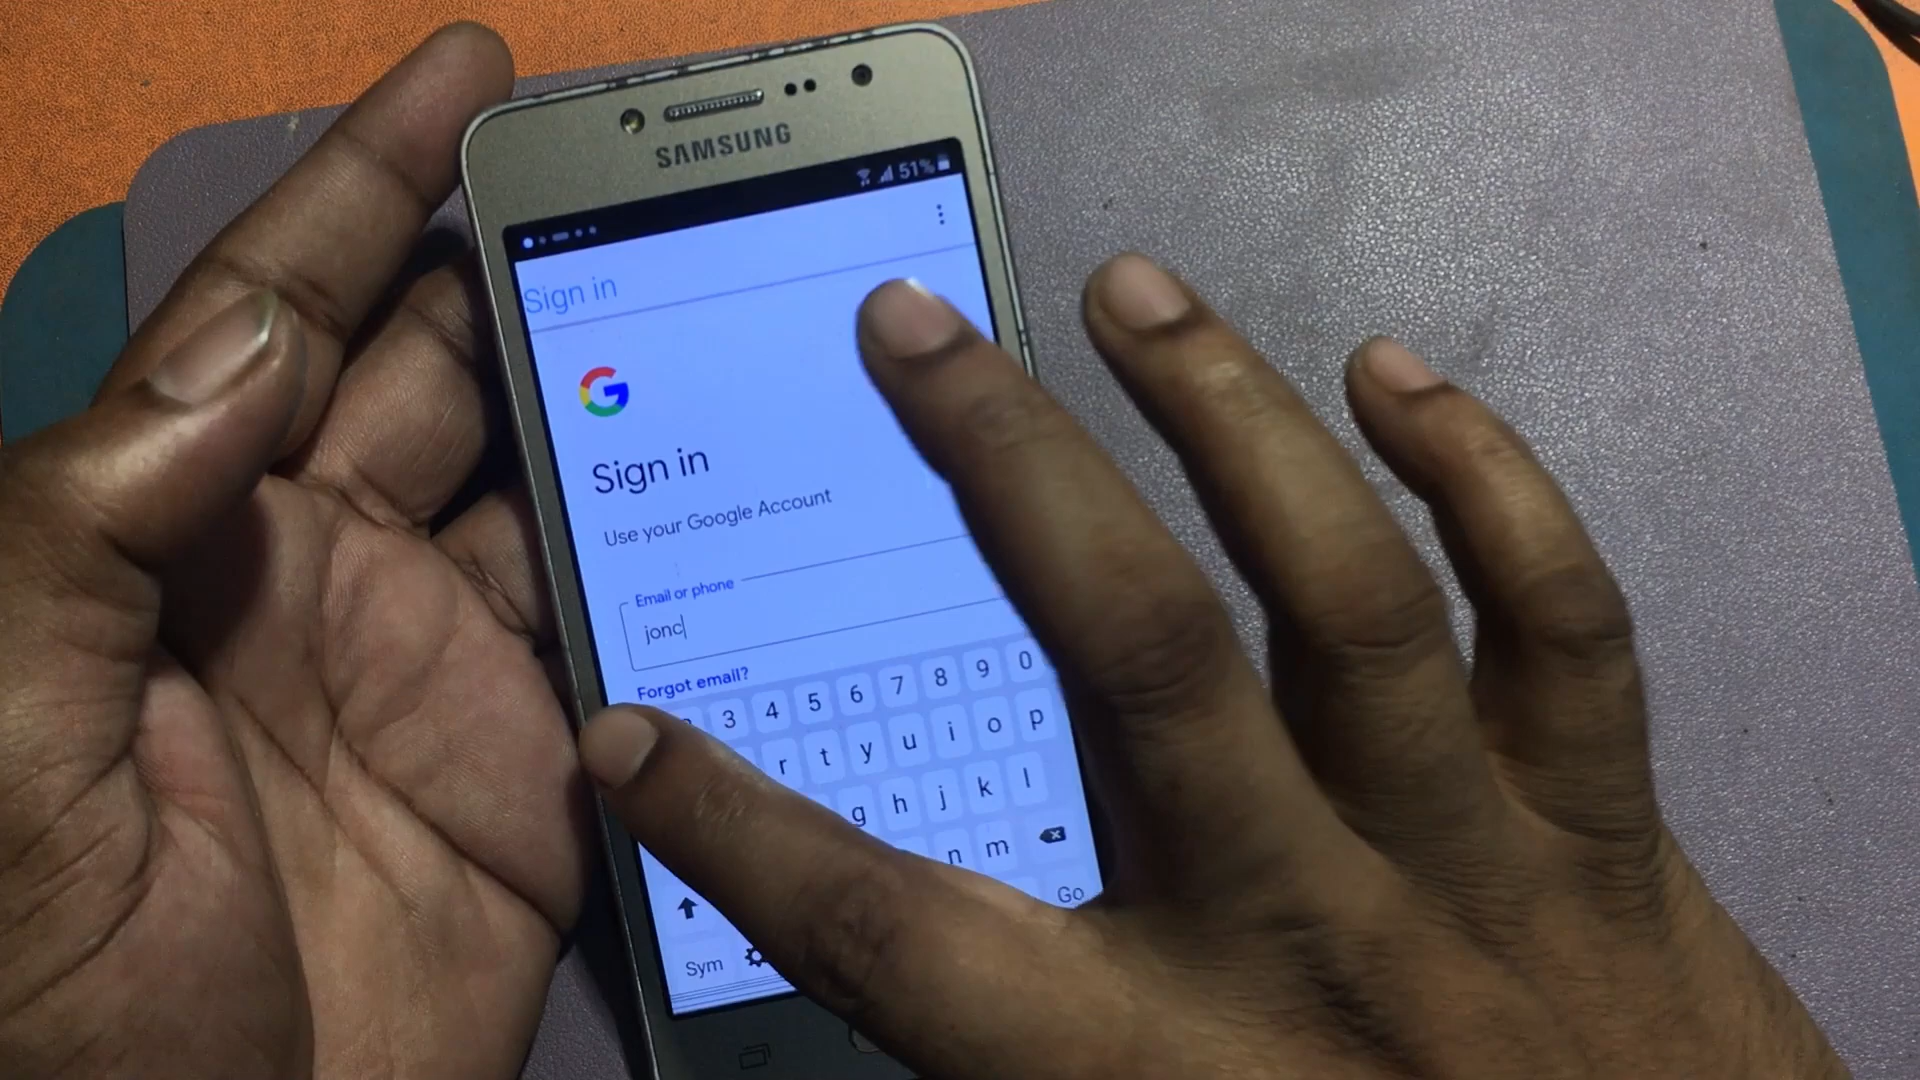 SAMSUNG
51%
Sign in
G
Sign in
Use your Google Account
Email or phone
jonc
Forgot email?
3 4 5 6 7 8 9 0
r t y u i o p
g h j k l
n m
Go
Sym